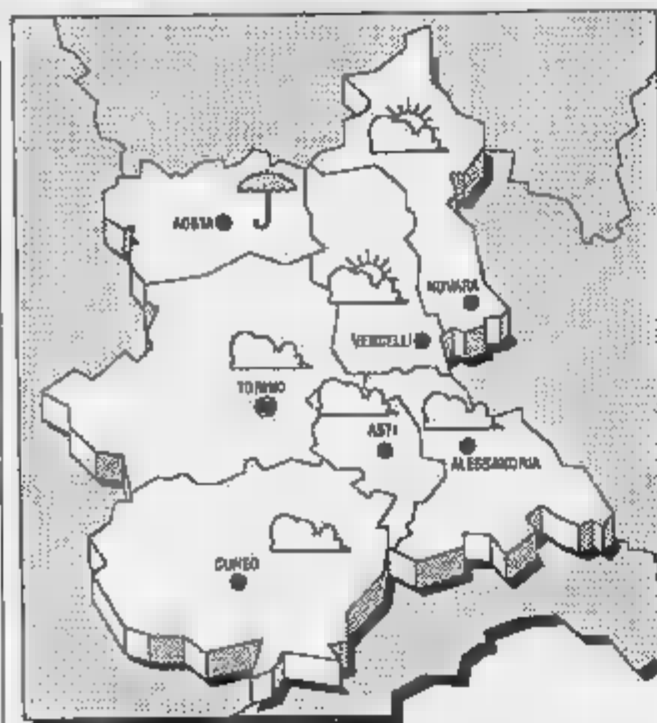 AOSTA
NOVARA
VERCELLI
TORINO
ASTI
ALESSANDRIA
CUNEO